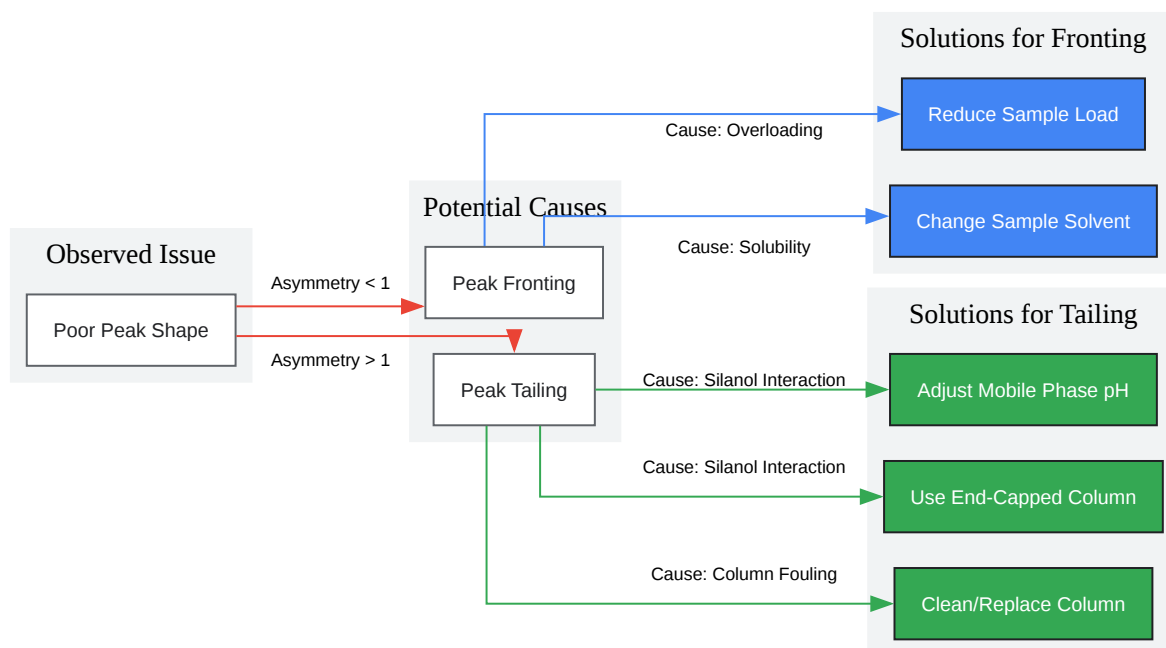 Observed Issue
Poor Peak Shape
Asymmetry < 1
Asymmetry > 1
Potential Causes
Peak Fronting
Peak Tailing
Cause: Overloading
Cause: Solubility
Cause: Silanol Interaction
Cause: Silanol Interaction
Cause: Column Fouling
Solutions for Fronting
Reduce Sample Load
Change Sample Solvent
Solutions for Tailing
Adjust Mobile Phase pH
Use End-Capped Column
Clean/Replace Column